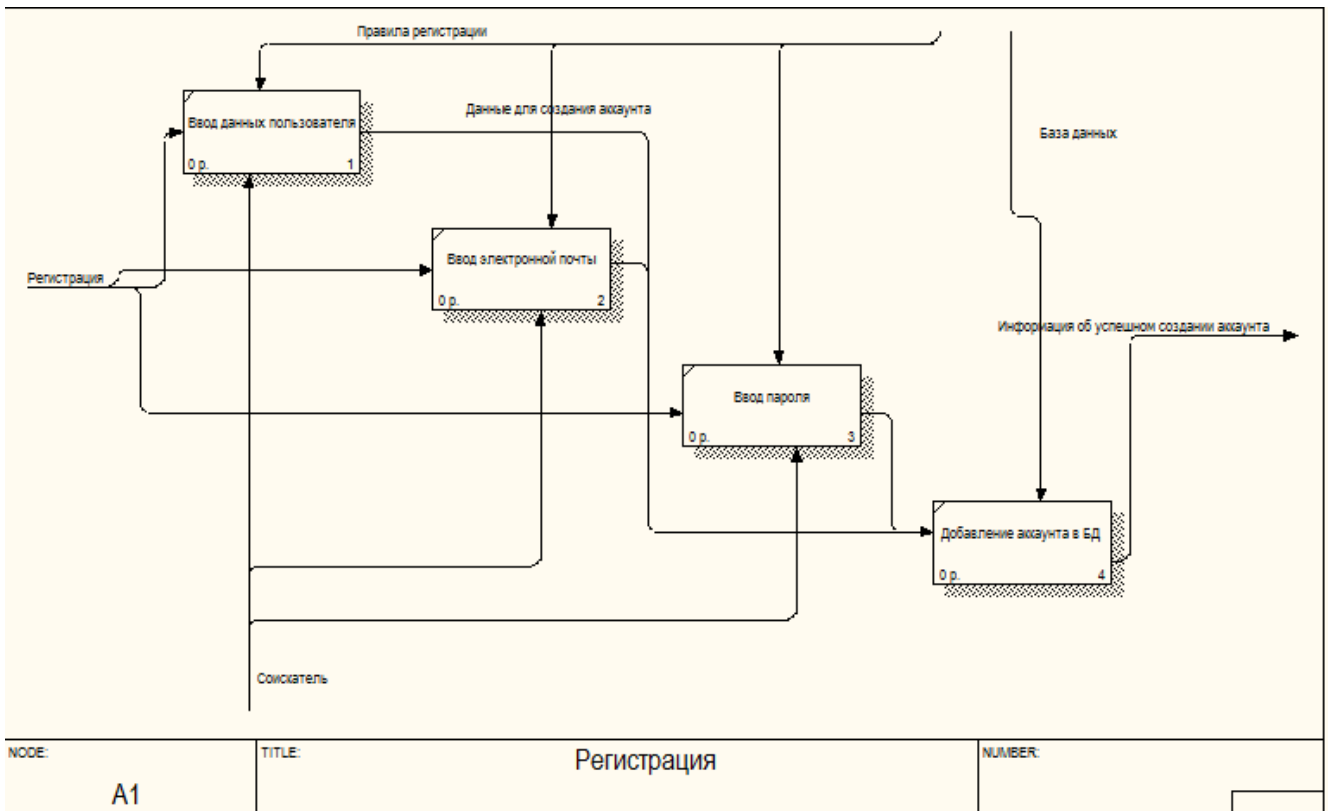 Правила регистрации
Ввод данных пользователя
0 р. 1
Данные для создания аккаунта
База данных
Ввод электронной почты
0 р. 2
Регистрация
Информация об успешном создании аккаунта
Ввод пароля
0 р. 3
Добавление аккаунта в БД
0 р. 4
Соискатель
NODE: TITLE: NUMBER:
A1 Регистрация